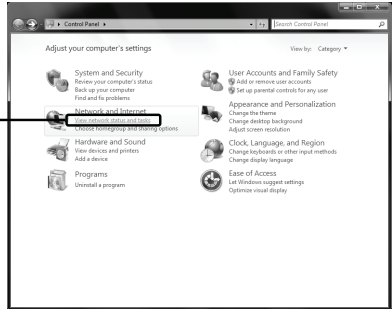 Control Panel
Search Control Panel
Adjust your computer's settings
View by: Category
System and Security
Review your computer's status
Back up your computer
Find and fix problems
Network and Internet
View network status and tasks
Choose homegroup and sharing options
Hardware and Sound
View devices and printers
Add a device
Programs
Uninstall a program
User Accounts and Family Safety
Add or remove user accounts
Set up parental controls for any user
Appearance and Personalization
Change the theme
Change desktop background
Adjust screen resolution
Clock, Language, and Region
Change keyboards or other input methods
Change display language
Ease of Access
Let Windows suggest settings
Optimize visual display